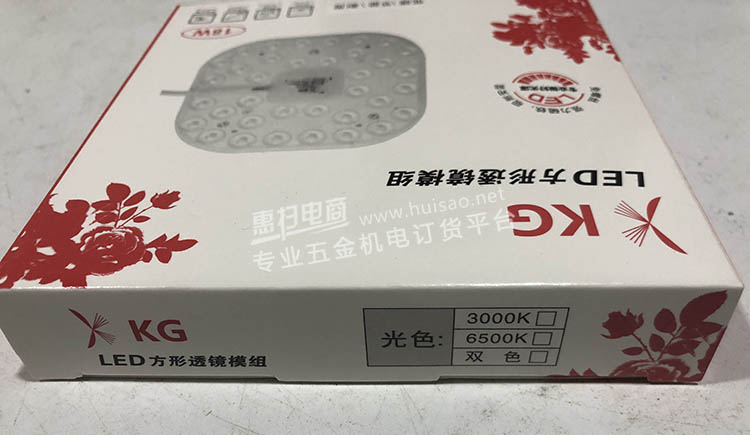 18W
LED
LED方形透镜模组
KG
惠扫电商
www.huisao.net
专业五金机电订货平台
KG
LED方形透镜模组
光色:
3000K
6500K
双色